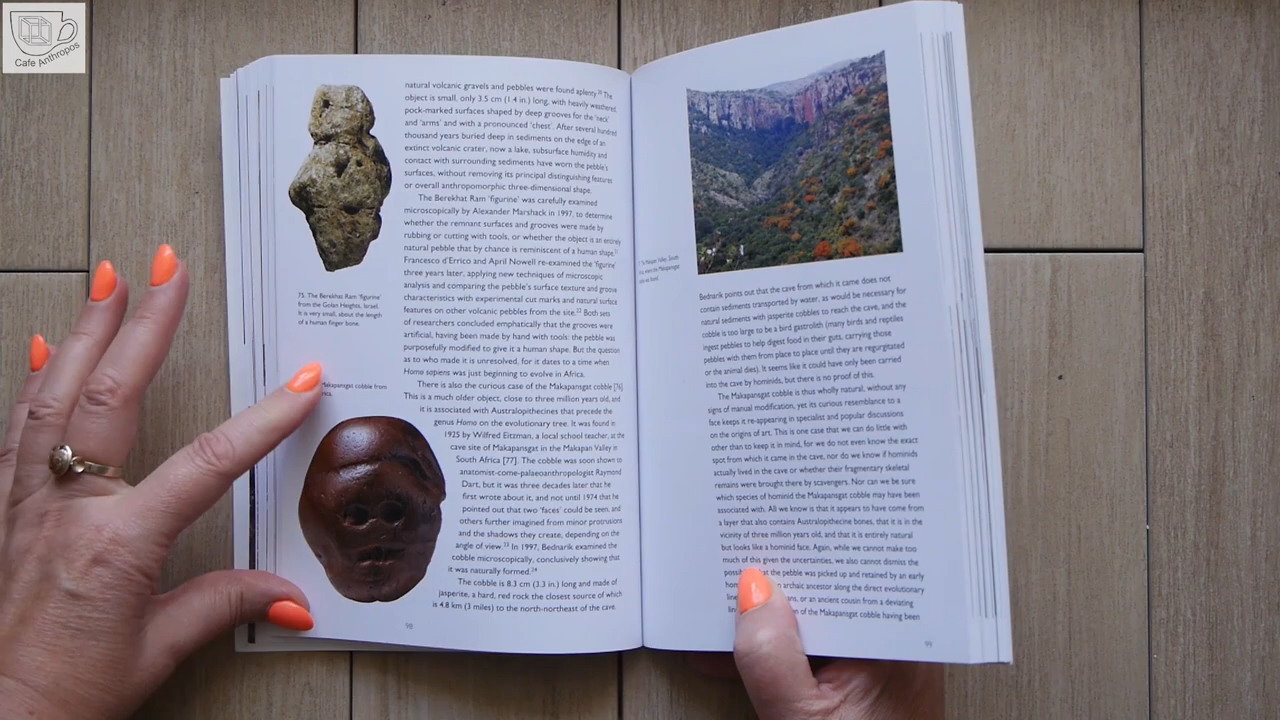 Cafe Anthropos
natural volcanic gravels and pebbles were found aplenty.20 The
object is small, only 3.5 cm (1.4 in.) long, with heavily weathered,
pock-marked surfaces shaped by deep grooves for the 'neck'
and 'arms' and with a pronounced 'chest'. After several hundred
thousand years buried deep in sediments on the edge of an
extinct volcanic crater, now a lake, subsurface humidity and
contact with surrounding sediments have worn the pebble's
surfaces, without removing its principal distinguishing features
or overall anthropomorphic three-dimensional shape.
The Berekhat Ram 'figurine' was carefully examined
microscopically by Alexander Marshack in 1997, to determine
whether the remnant surfaces and grooves were made by
rubbing or cutting with tools, or whether the object is an entirely
natural pebble that by chance is reminiscent of a human shape.
Francesco d'Errico and April Nowell re-examined the 'figurine'
three years later, applying new techniques of microscopic
analysis and comparing the pebble's surface texture and groove
characteristics with experimental cut marks and natural surface
features on other volcanic pebbles from the site.22 Both sets
of researchers concluded emphatically that the grooves were
artificial, having been made by hand with tools: the pebble was
purposefully modified to give it a human shape. But the question
as to who made it is unresolved, for it dates to a time when
Homo sapiens was just beginning to evolve in Africa.
There is also the curious case of the Makapansgat cobble [76].
This is a much older object, close to three million years old, and
it is associated with Australopithecines that precede the
genus Homo on the evolutionary tree. It was found in
1925 by Wilfred Eitzman, a local school teacher, at the
cave site of Makapansgat in the Makapan Valley in
South Africa [77]. The cobble was soon shown to
anatomist-come-palaeoanthropologist Raymond
Dart, but it was three decades later that he
first wrote about it, and not until 1974 that he
pointed out that two 'faces' could be seen, and
others further imagined from minor protrusions
and the shadows they create, depending on the
angle of view.23 In 1997, Bednarik examined the
cobble microscopically, conclusively showing that
it was naturally formed.24
The cobble is 8.3 cm (3.3 in.) long and made of
jasperite, a hard, red rock the closest source of which
is 4.8 km (3 miles) to the north-northeast of the cave.
75. The Berekhat Ram 'figurine'
from the Golan Heights, Israel.
It is very small, about the length
of a human finger bone.
Makapansgat cobble from
98
Makapan Valley, South
Bednarik points out that the cave from which it came does not
contain sediments transported by water, as would be necessary for
natural sediments with jasperite cobbles to reach the cave, and the
cobble is too large to be a bird gastrolith (many birds and reptiles
ingest pebbles to help digest food in their guts, carrying those
pebbles with them from place to place until they are regurgitated
or the animal dies). It seems like it could have only been carried
into the cave by hominids, but there is no proof of this.
The Makapansgat cobble is thus wholly natural, without any
signs of manual modification, yet its curious resemblance to a
face keeps it re-appearing in specialist and popular discussions
on the origins of art. This is one case that we can do little with
other than to keep it in mind, for we do not even know the exact
spot from which it came in the cave, nor do we know if hominids
actually lived in the cave or whether their fragmentary skeletal
remains were brought there by scavengers. Nor can we be sure
which species of hominid the Makapansgat cobble may have been
associated with. All we know is that it appears to have come from
a layer that also contains Australopithecine bones, that it is in the
vicinity of three million years old, and that it is entirely natural
but looks like a hominid face. Again, while we cannot make too
much of this given the uncertainties, we also cannot dismiss the
that the pebble was picked up and retained by an early
archaic ancestor along the direct evolutionary
or an ancient cousin from a deviating
of the Makapansgat cobble having been
99